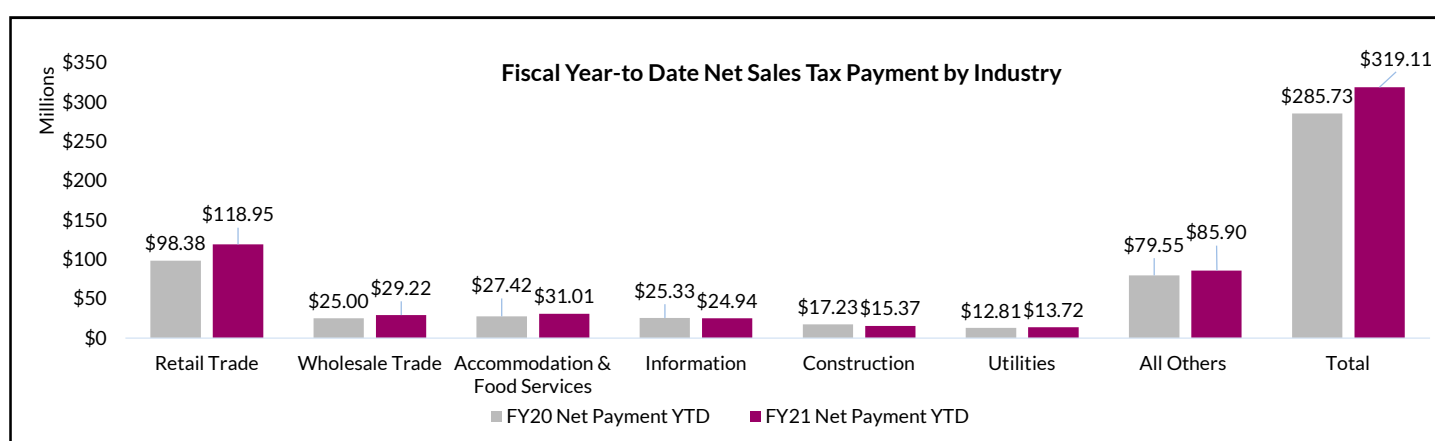 Fiscal Year-to Date Net Sales Tax Payment by Industry
Millions
$350
$300
$250
$200
$150
$100
$50
$0
$98.38
$118.95
$25.00
$29.22
$27.42
$31.01
$25.33
$24.94
$17.23
$15.37
$12.81
$13.72
$79.55
$85.90
$285.73
$319.11
Retail Trade
Wholesale Trade
Accommodation &
Food Services
Information
Construction
Utilities
All Others
Total
FY20 Net Payment YTD
FY21 Net Payment YTD